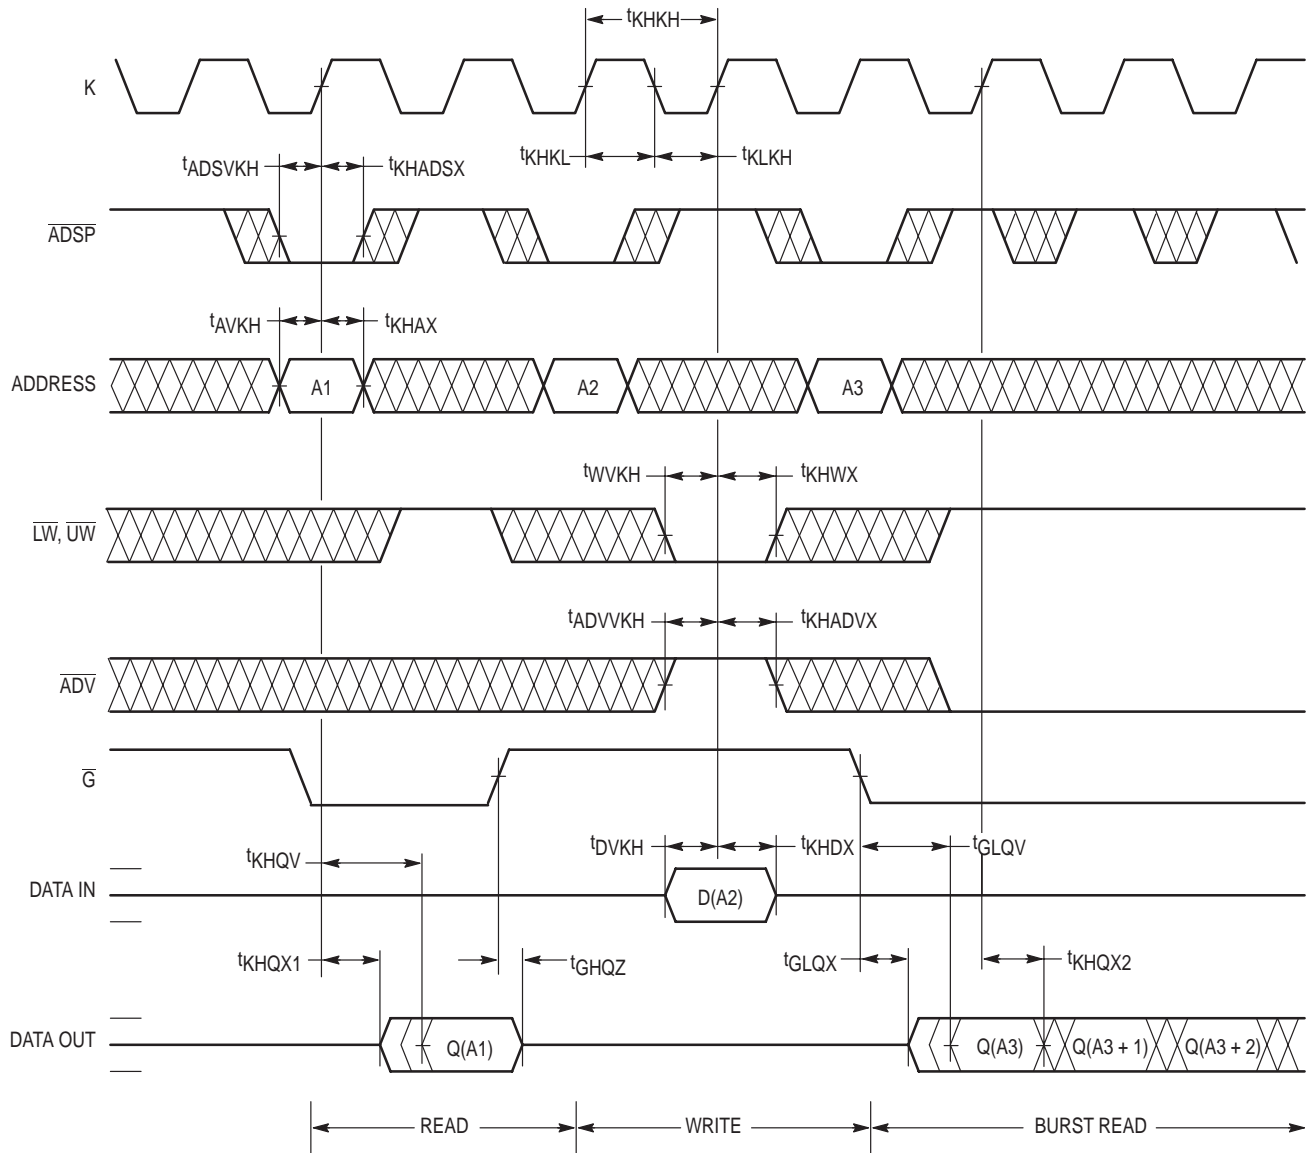 tKHKH
K
tADSVKH
tKHADSX
tKHKL
tKLKH
ADSP
tAVKH
tKHAX
ADDRESS
A1
A2
A3
tWVKH
tKHWX
LW, UW
tADVVKH
tKHADVX
ADV
G
tDVKH
tKHDX
tGLQV
tKHQV
DATA IN
D(A2)
tKHQX1
tGHQZ
tGLQX
tKHQX2
DATA OUT
Q(A1)
Q(A3)
Q(A3 + 1)
Q(A3 + 2)
READ
WRITE
BURST READ